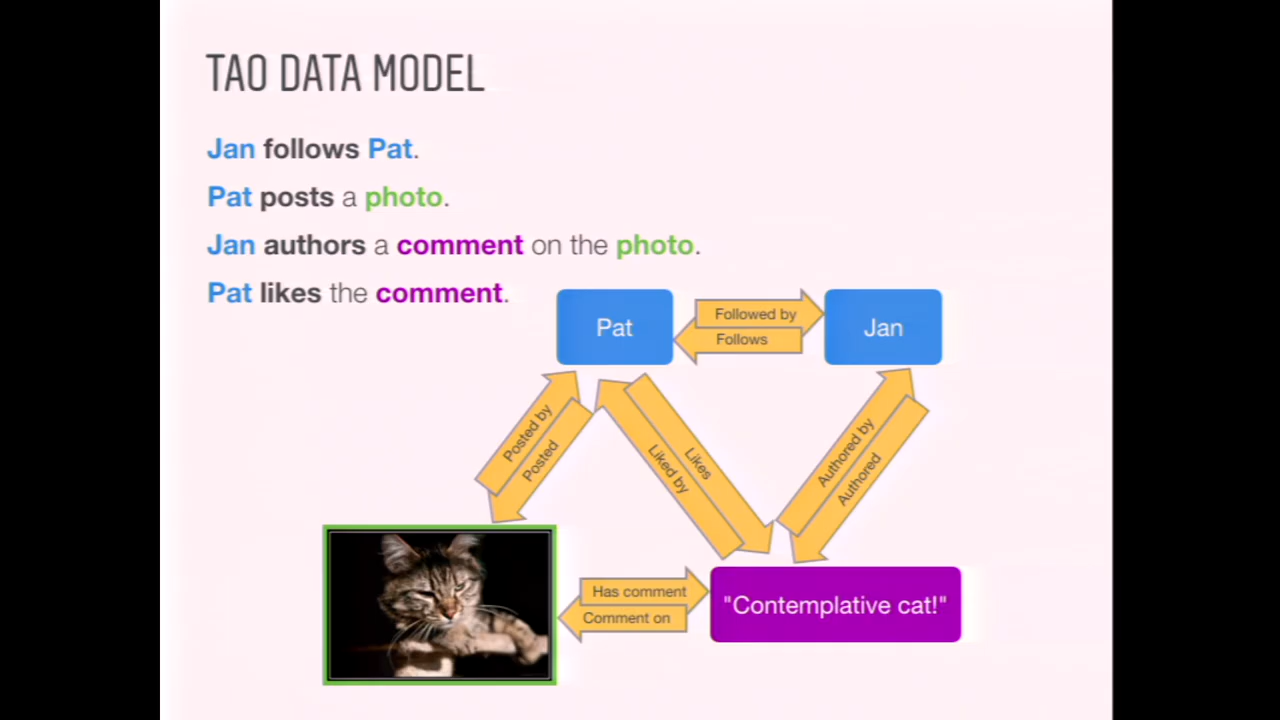 TAO DATA MODEL
Jan follows Pat.
Pat posts a photo.
Jan authors a comment on the photo.
Pat likes the comment.
Pat
Followed by
Follows
Jan
Posted by
Posted
Likes
Liked by
Authored by
Authored
Has comment
Comment on
"Contemplative cat!"